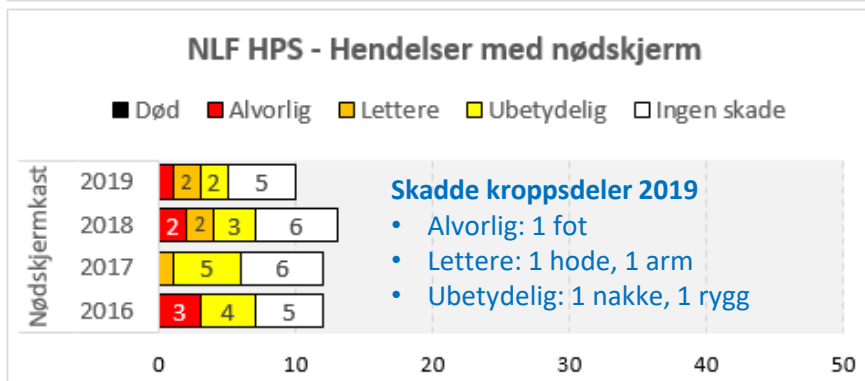 NLF HPS - Hendelser med nødskjerm
Død Alvorlig Lettere Ubetydelig Ingen skade
Nødskjermkast
2019 2 2 5
2018 2 2 3 6
2017 5 6
2016 3 4 5
Skadde kroppsdeler 2019
• Alvorlig: 1 fot
• Lettere: 1 hode, 1 arm
• Ubetydelig: 1 nakke, 1 rygg
0 10 20 30 40 50